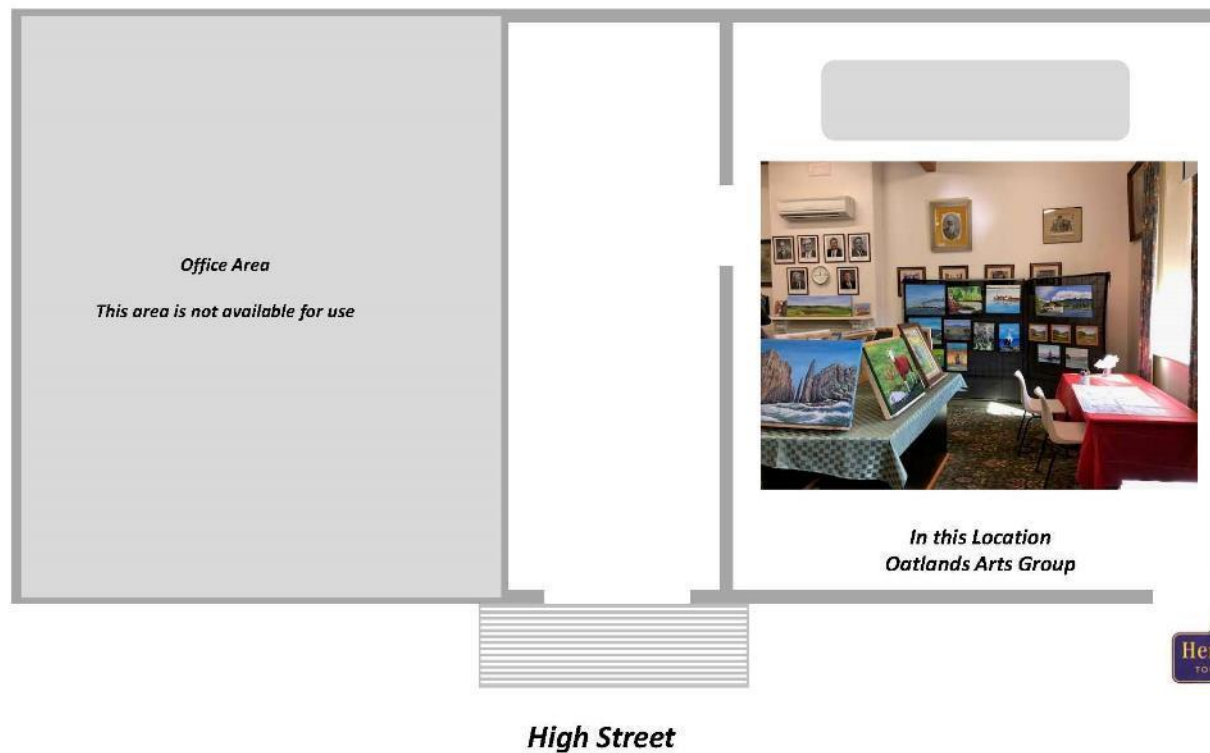 Office Area
This area is not available for use
In this Location
Oatlands Arts Group
High Street